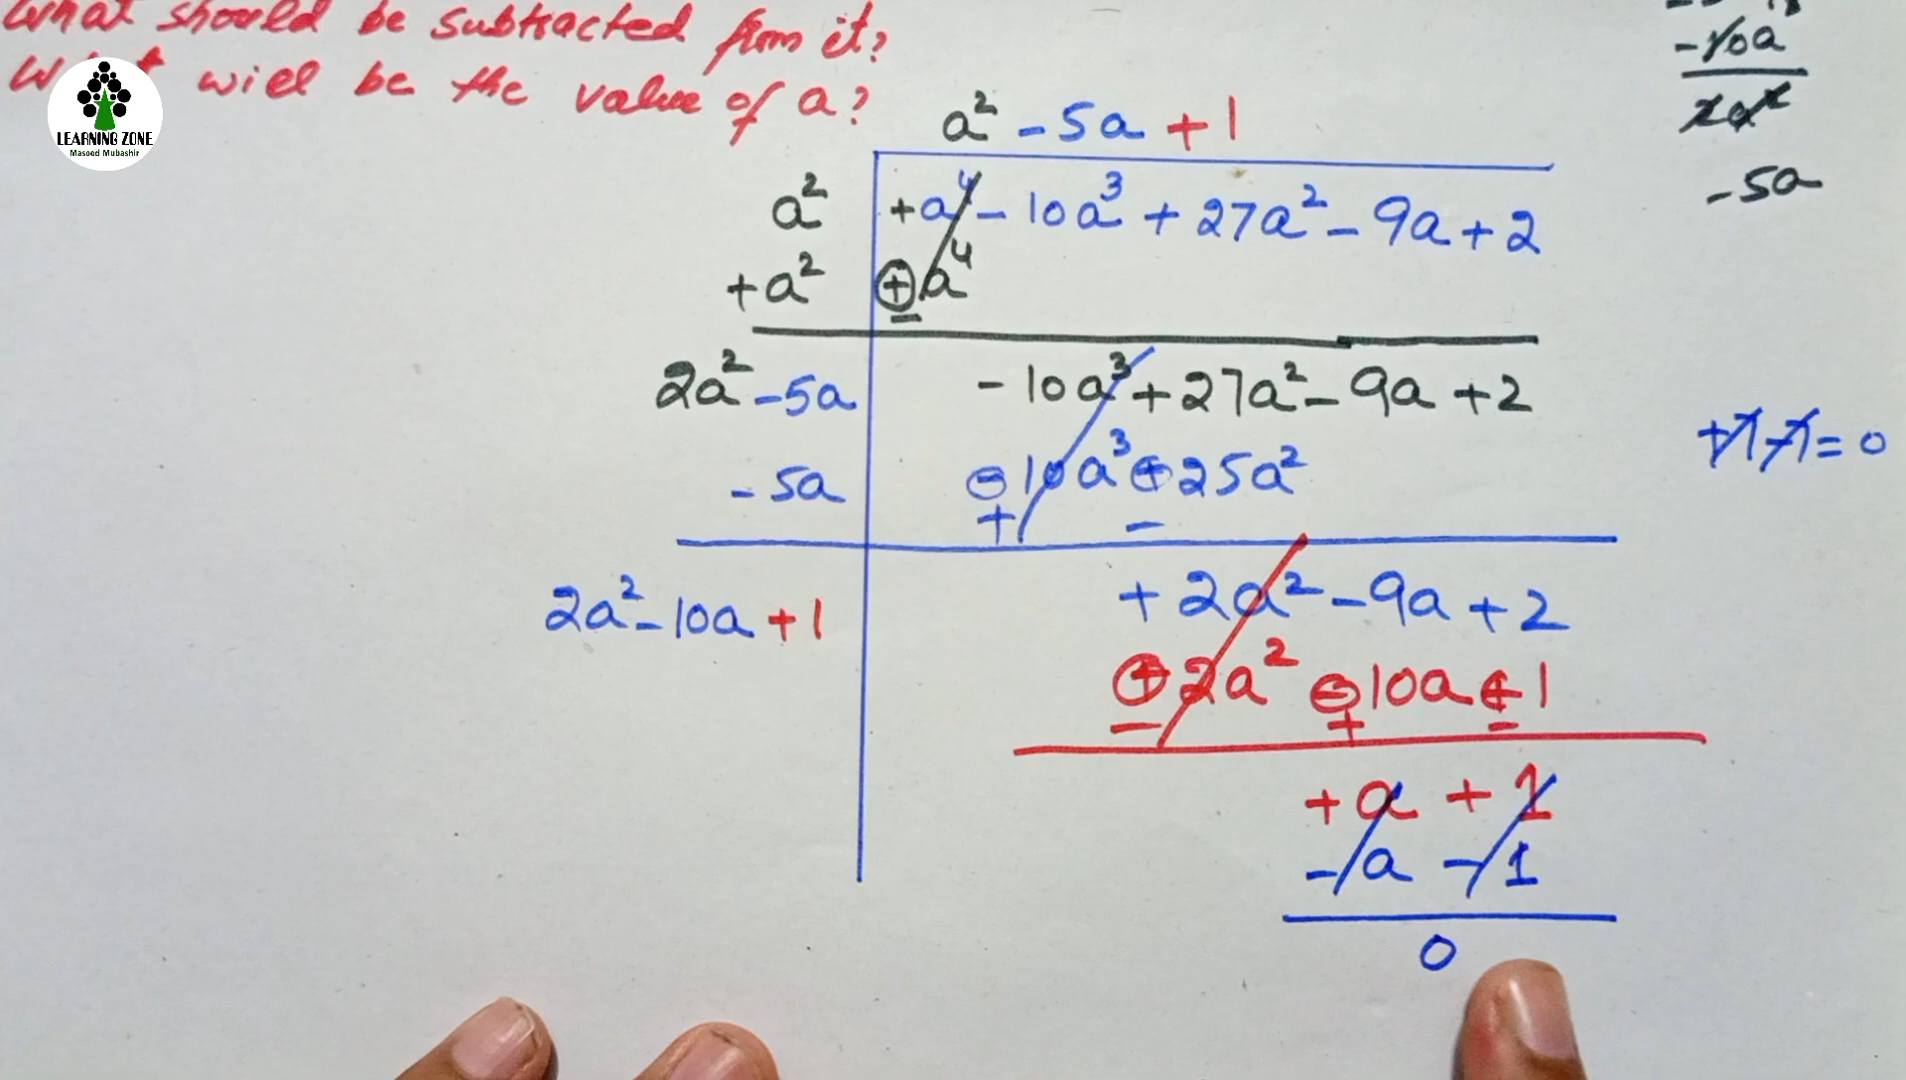 What should be subtracted from it?
What will be the value of a?
LEARNING ZONE
Masood Mubashir
-10a
-5a
a² - 5a + 1
a² +a⁴ - 10a³ + 27a² - 9a + 2
+a² + a⁴
-
2a² - 5a - 10a³ + 27a² - 9a + 2
- 5a - 10a³ + 25a²
+ -
+1 -1 = 0
2a² - 10a + 1 + 2a² - 9a + 2
+ 2a² - 10a + 1
- + -
+ a + 1
- a - 1
0